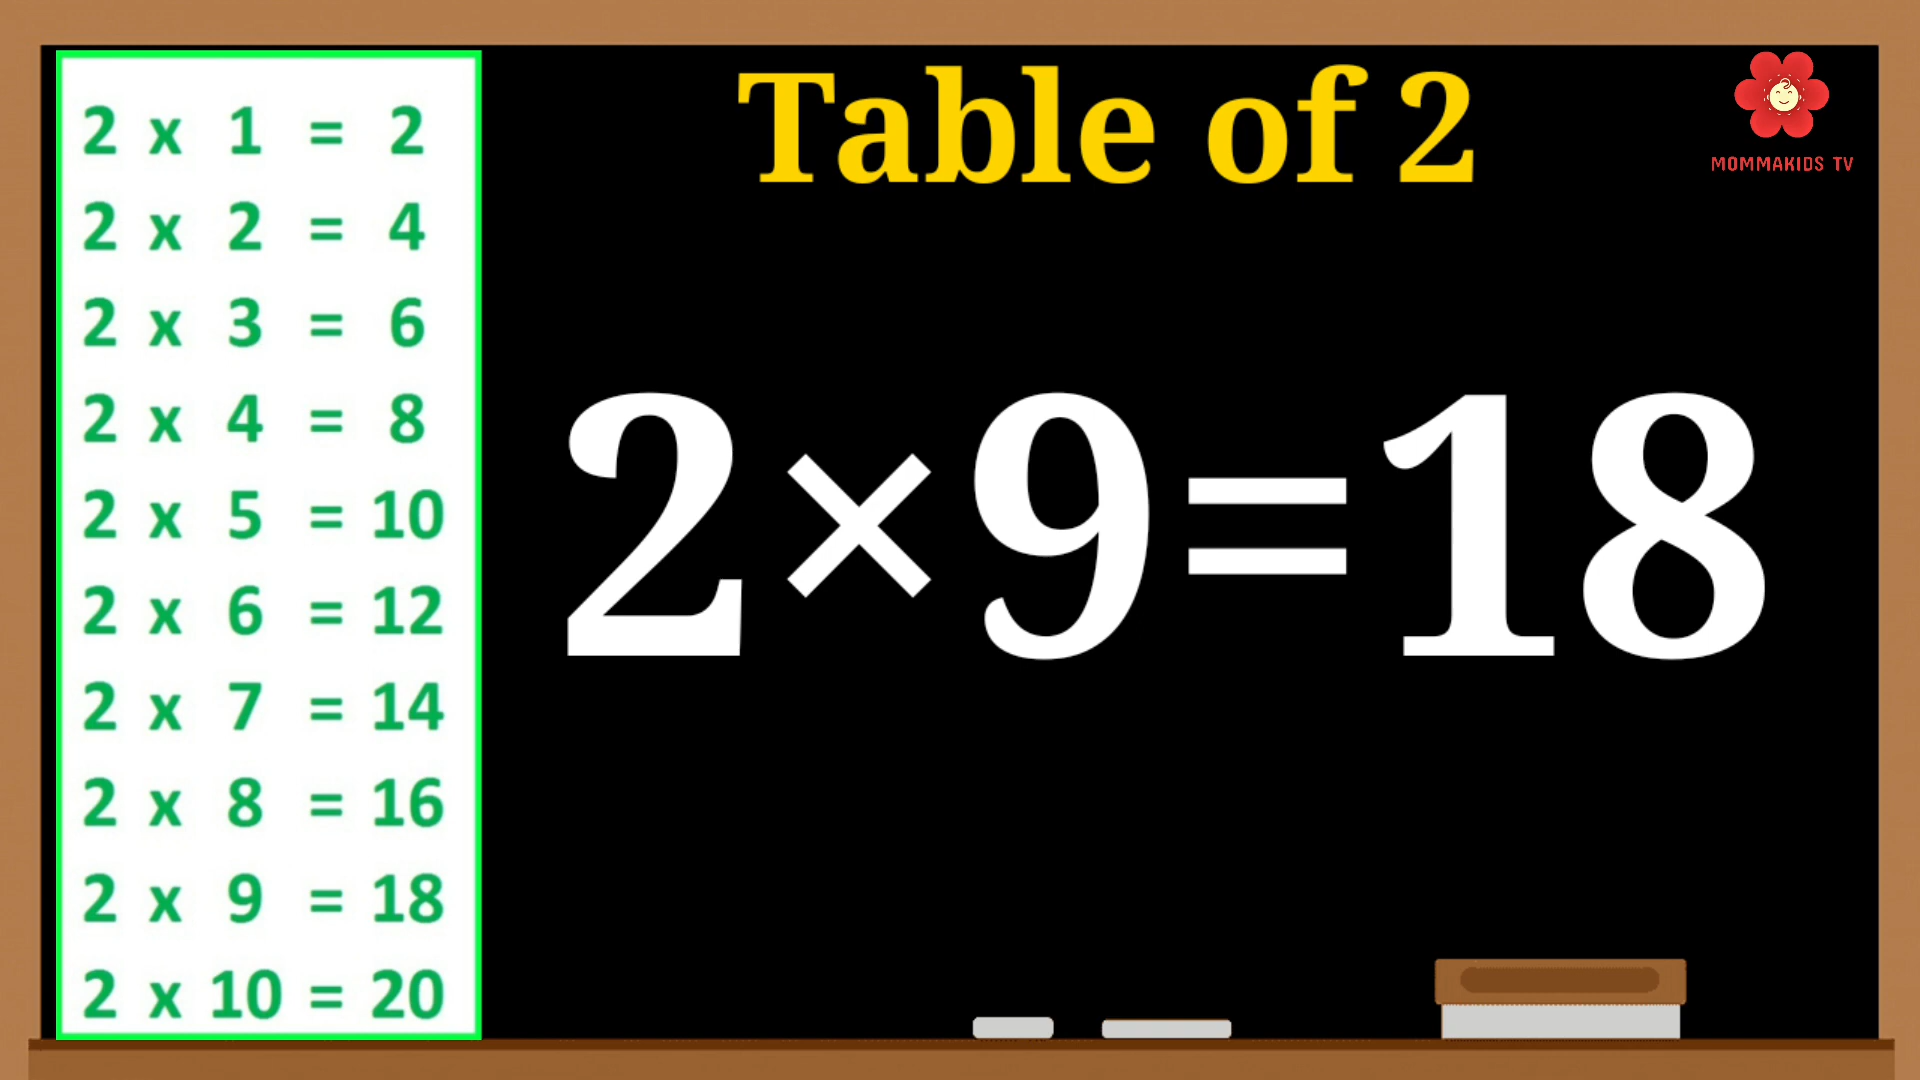 2 x 1 = 2
2 x 2 = 4
2 x 3 = 6
2 x 4 = 8
2 x 5 = 10
2 x 6 = 12
2 x 7 = 14
2 x 8 = 16
2 x 9 = 18
2 x 10 = 20
Table of 2
MOMMAKIDS TV
2×9=18